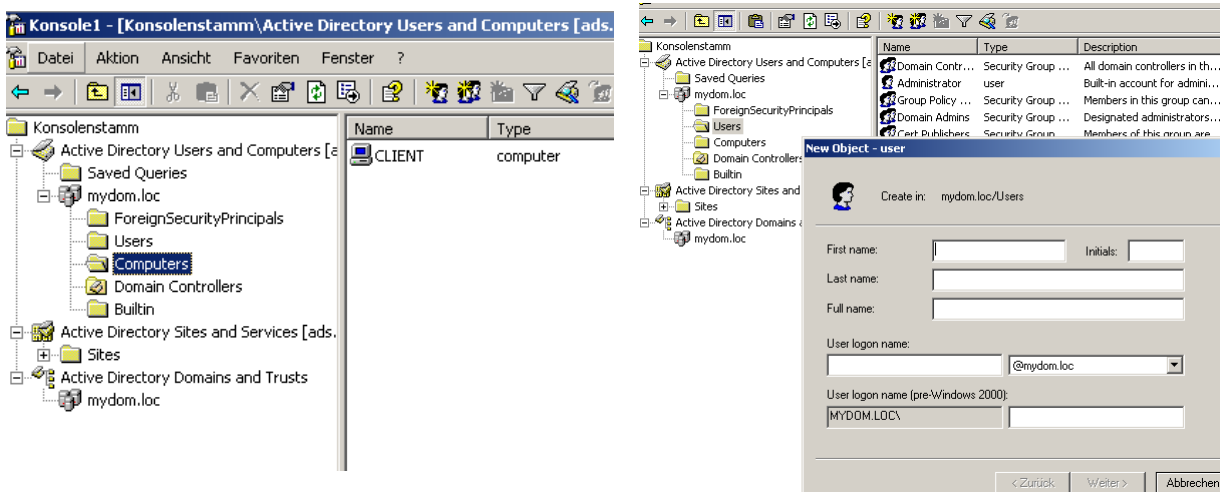 Konsole1 - [Konsolenstamm\Active Directory Users and Computers [ads.
Datei Aktion Ansicht Favoriten Fenster ?
Konsolenstamm
Active Directory Users and Computers [a
Saved Queries
mydom.loc
ForeignSecurityPrincipals
Users
Computers
Domain Controllers
Builtin
Active Directory Sites and Services [ads.
Sites
Active Directory Domains and Trusts
mydom.loc
Name Type
CLIENT computer
Konsolenstamm
Active Directory Users and Computers [a
Saved Queries
mydom.loc
ForeignSecurityPrincipals
Users
Computers
Domain Controllers
Builtin
Active Directory Sites and
Sites
Active Directory Domains a
mydom.loc
Name Type Description
Domain Contr... Security Group ... All domain controllers in th...
Administrator user Built-in account for admini...
Group Policy ... Security Group ... Members in this group can...
Domain Admins Security Group ... Designated administrators...
Cert Publishers Security Group Members of this group are
New Object - user
Create in: mydom.loc/Users
First name: Initials:
Last name:
Full name:
User logon name:
@mydom.loc
User logon name (pre-Windows 2000):
MYDOM.LOC\
< Zurück Weiter > Abbrechen